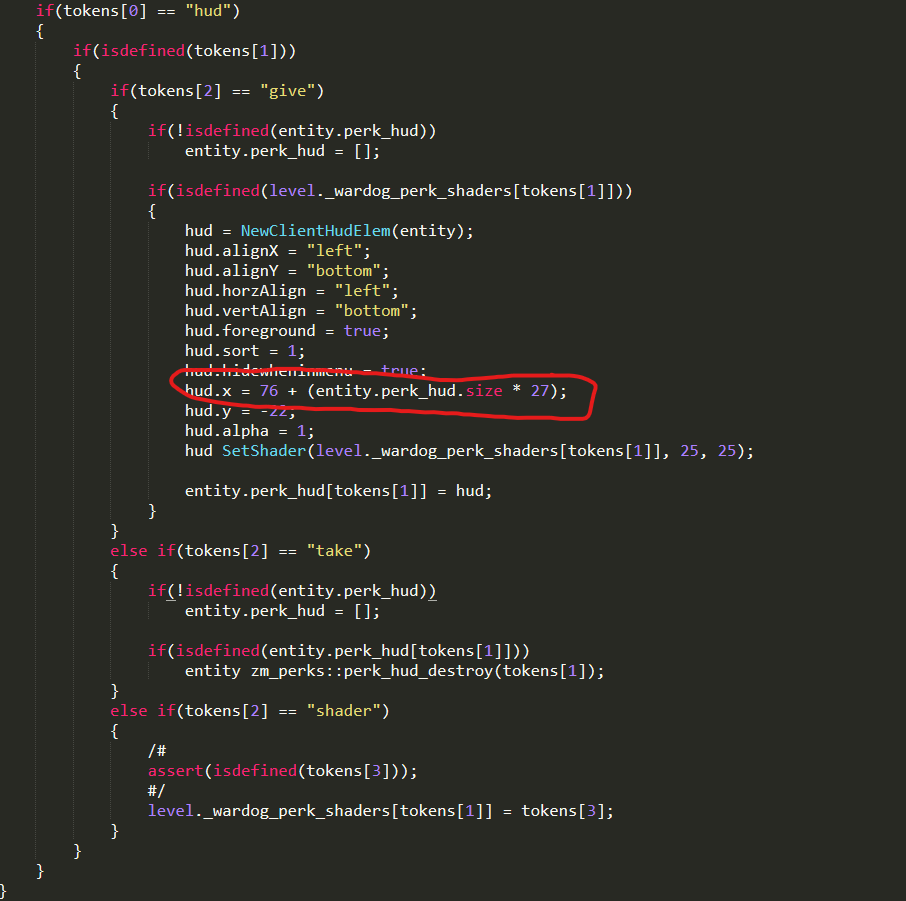 if(tokens[0] == "hud")
{
if(isdefined(tokens[1]))
{
if(tokens[2] == "give")
{
if(!isdefined(entity.perk_hud))
entity.perk_hud = [];
if(isdefined(level._wardog_perk_shaders[tokens[1]]))
{
hud = NewClientHudElem(entity);
hud.alignX = "left";
hud.alignY = "bottom";
hud.horzAlign = "left";
hud.vertAlign = "bottom";
hud.foreground = true;
hud.sort = 1;
hud.hidewheninmenu = true;
hud.x = 76 + (entity.perk_hud.size * 27);
hud.y = -22;
hud.alpha = 1;
hud SetShader(level._wardog_perk_shaders[tokens[1]], 25, 25);
entity.perk_hud[tokens[1]] = hud;
}
}
else if(tokens[2] == "take")
{
if(!isdefined(entity.perk_hud))
entity.perk_hud = [];
if(isdefined(entity.perk_hud[tokens[1]]))
entity zm_perks::perk_hud_destroy(tokens[1]);
}
else if(tokens[2] == "shader")
{
/#
assert(isdefined(tokens[3]));
#/
level._wardog_perk_shaders[tokens[1]] = tokens[3];
}
}
}
}